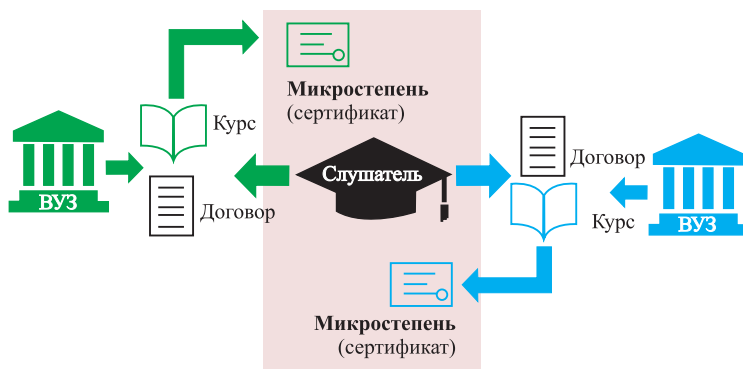 Микростепень
(сертификат)
Курс
ВУЗ
Договор
Слушатель
Договор
Курс
ВУЗ
Микростепень
(сертификат)